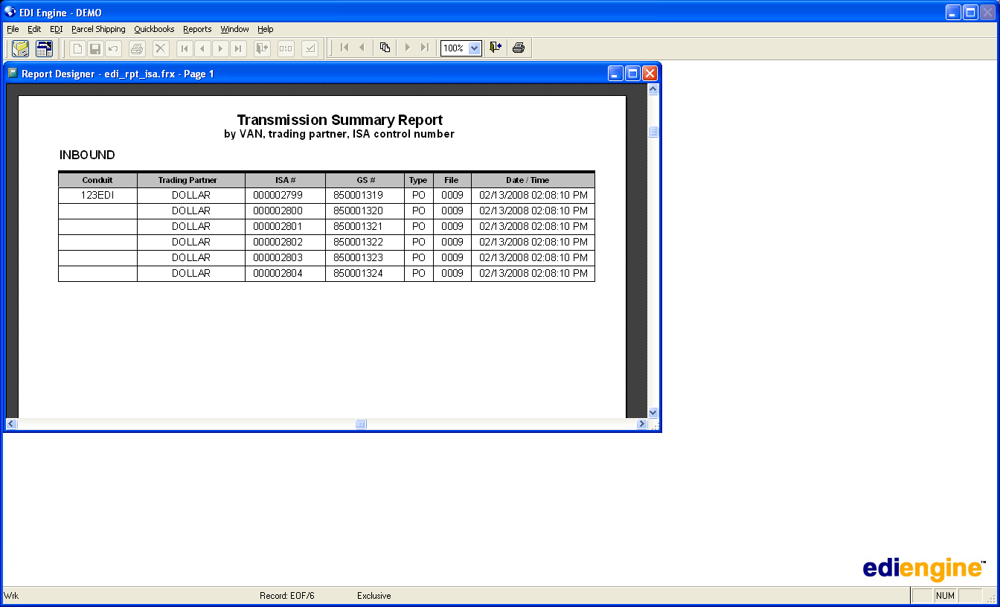 EDI Engine - DEMO
File Edit EDI Parcel Shipping Quickbooks Reports Window Help
100%
Report Designer - edi_rpt_isa.frx - Page 1
Transmission Summary Report
by VAN, trading partner, ISA control number
INBOUND
Conduit Trading Partner ISA # GS # Type File Date / Time
123EDI DOLLAR 000002799 850001319 PO 0009 02/13/2008 02:08:10 PM
DOLLAR 000002800 850001320 PO 0009 02/13/2008 02:08:10 PM
DOLLAR 000002801 850001321 PO 0009 02/13/2008 02:08:10 PM
DOLLAR 000002802 850001322 PO 0009 02/13/2008 02:08:10 PM
DOLLAR 000002803 850001323 PO 0009 02/13/2008 02:08:10 PM
DOLLAR 000002804 850001324 PO 0009 02/13/2008 02:08:10 PM
ediengine™
Wrk Record: EOF/6 Exclusive NUM